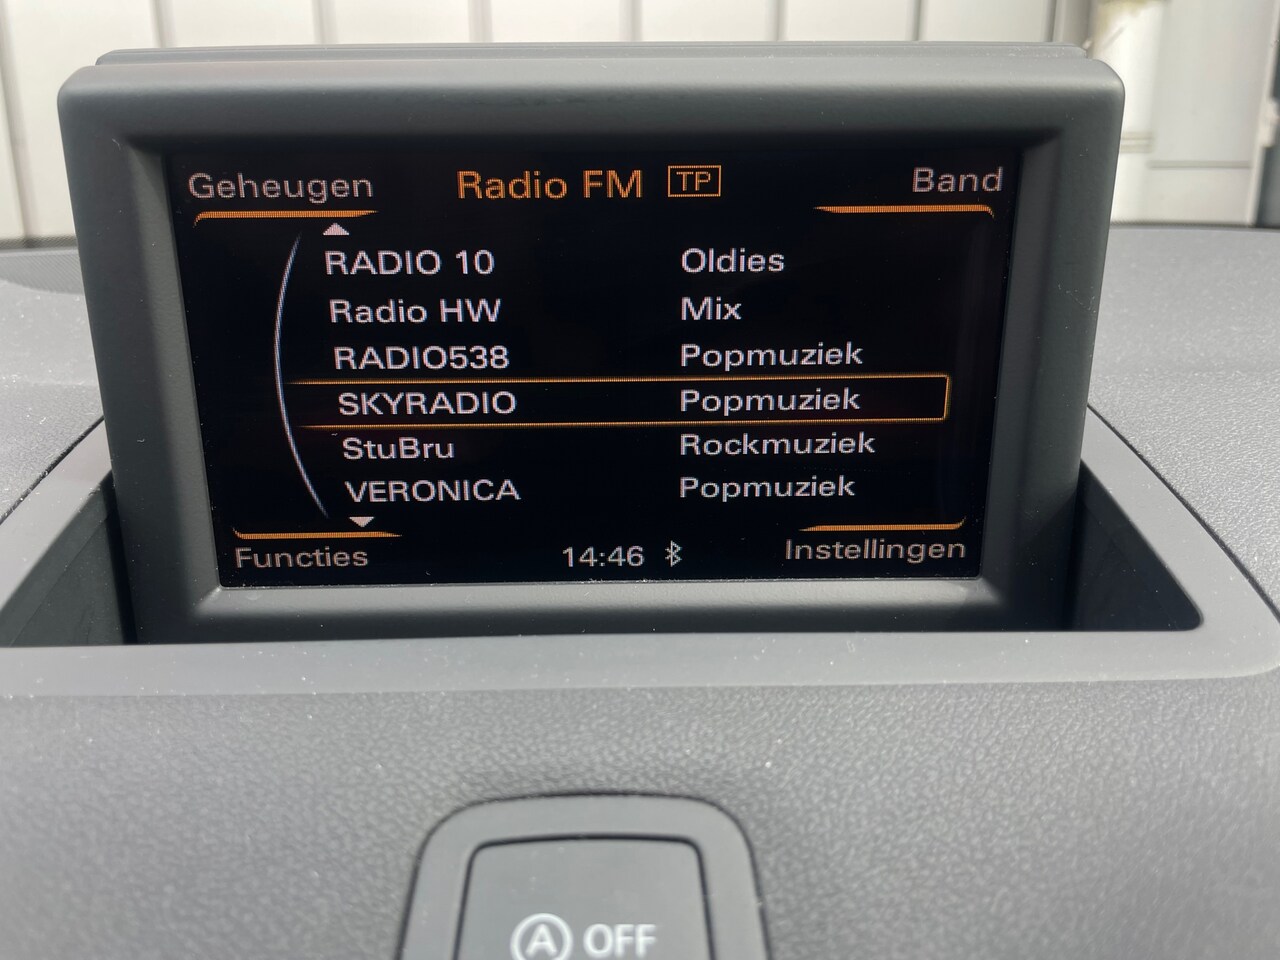 Geheugen Radio FM TP Band
RADIO 10 Oldies
Radio HW Mix
RADIO538 Popmuziek
SKYRADIO Popmuziek
StuBru Rockmuziek
VERONICA Popmuziek
Functies 14:46 Instellingen
A OFF